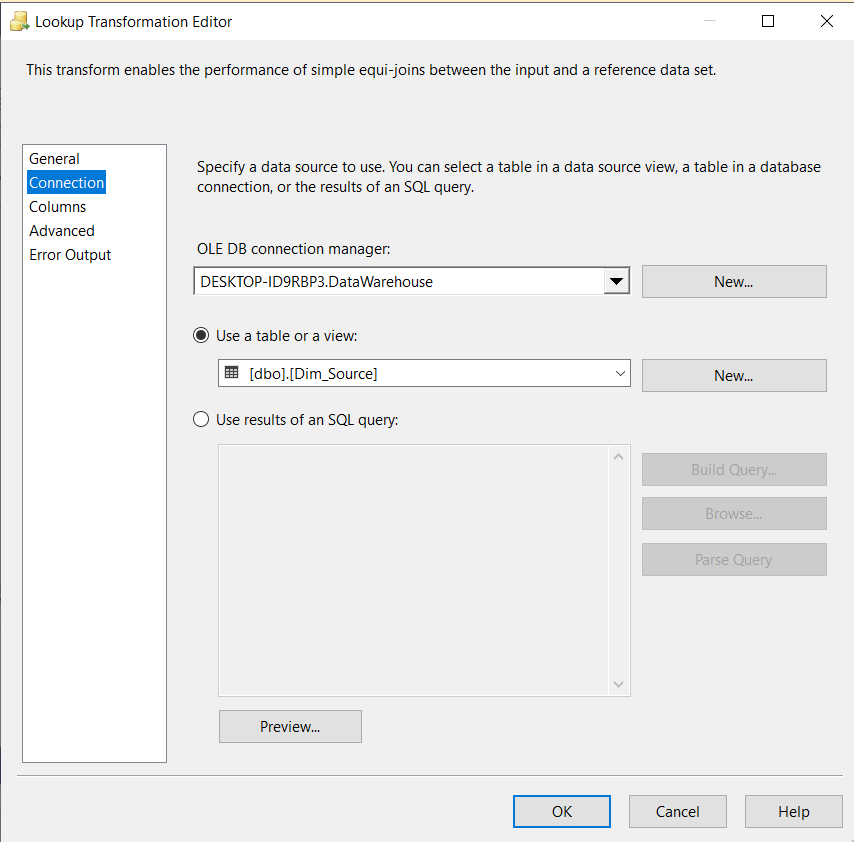 Lookup Transformation Editor
This transform enables the performance of simple equi-joins between the input and a reference data set.
General
Connection
Columns
Advanced
Error Output
Specify a data source to use. You can select a table in a data source view, a table in a database
connection, or the results of an SQL query.
OLE DB connection manager:
DESKTOP-ID9RBP3.DataWarehouse
New...
Use a table or a view:
[dbo].[Dim_Source]
New...
Use results of an SQL query:
Build Query...
Browse...
Parse Query
Preview...
OK
Cancel
Help